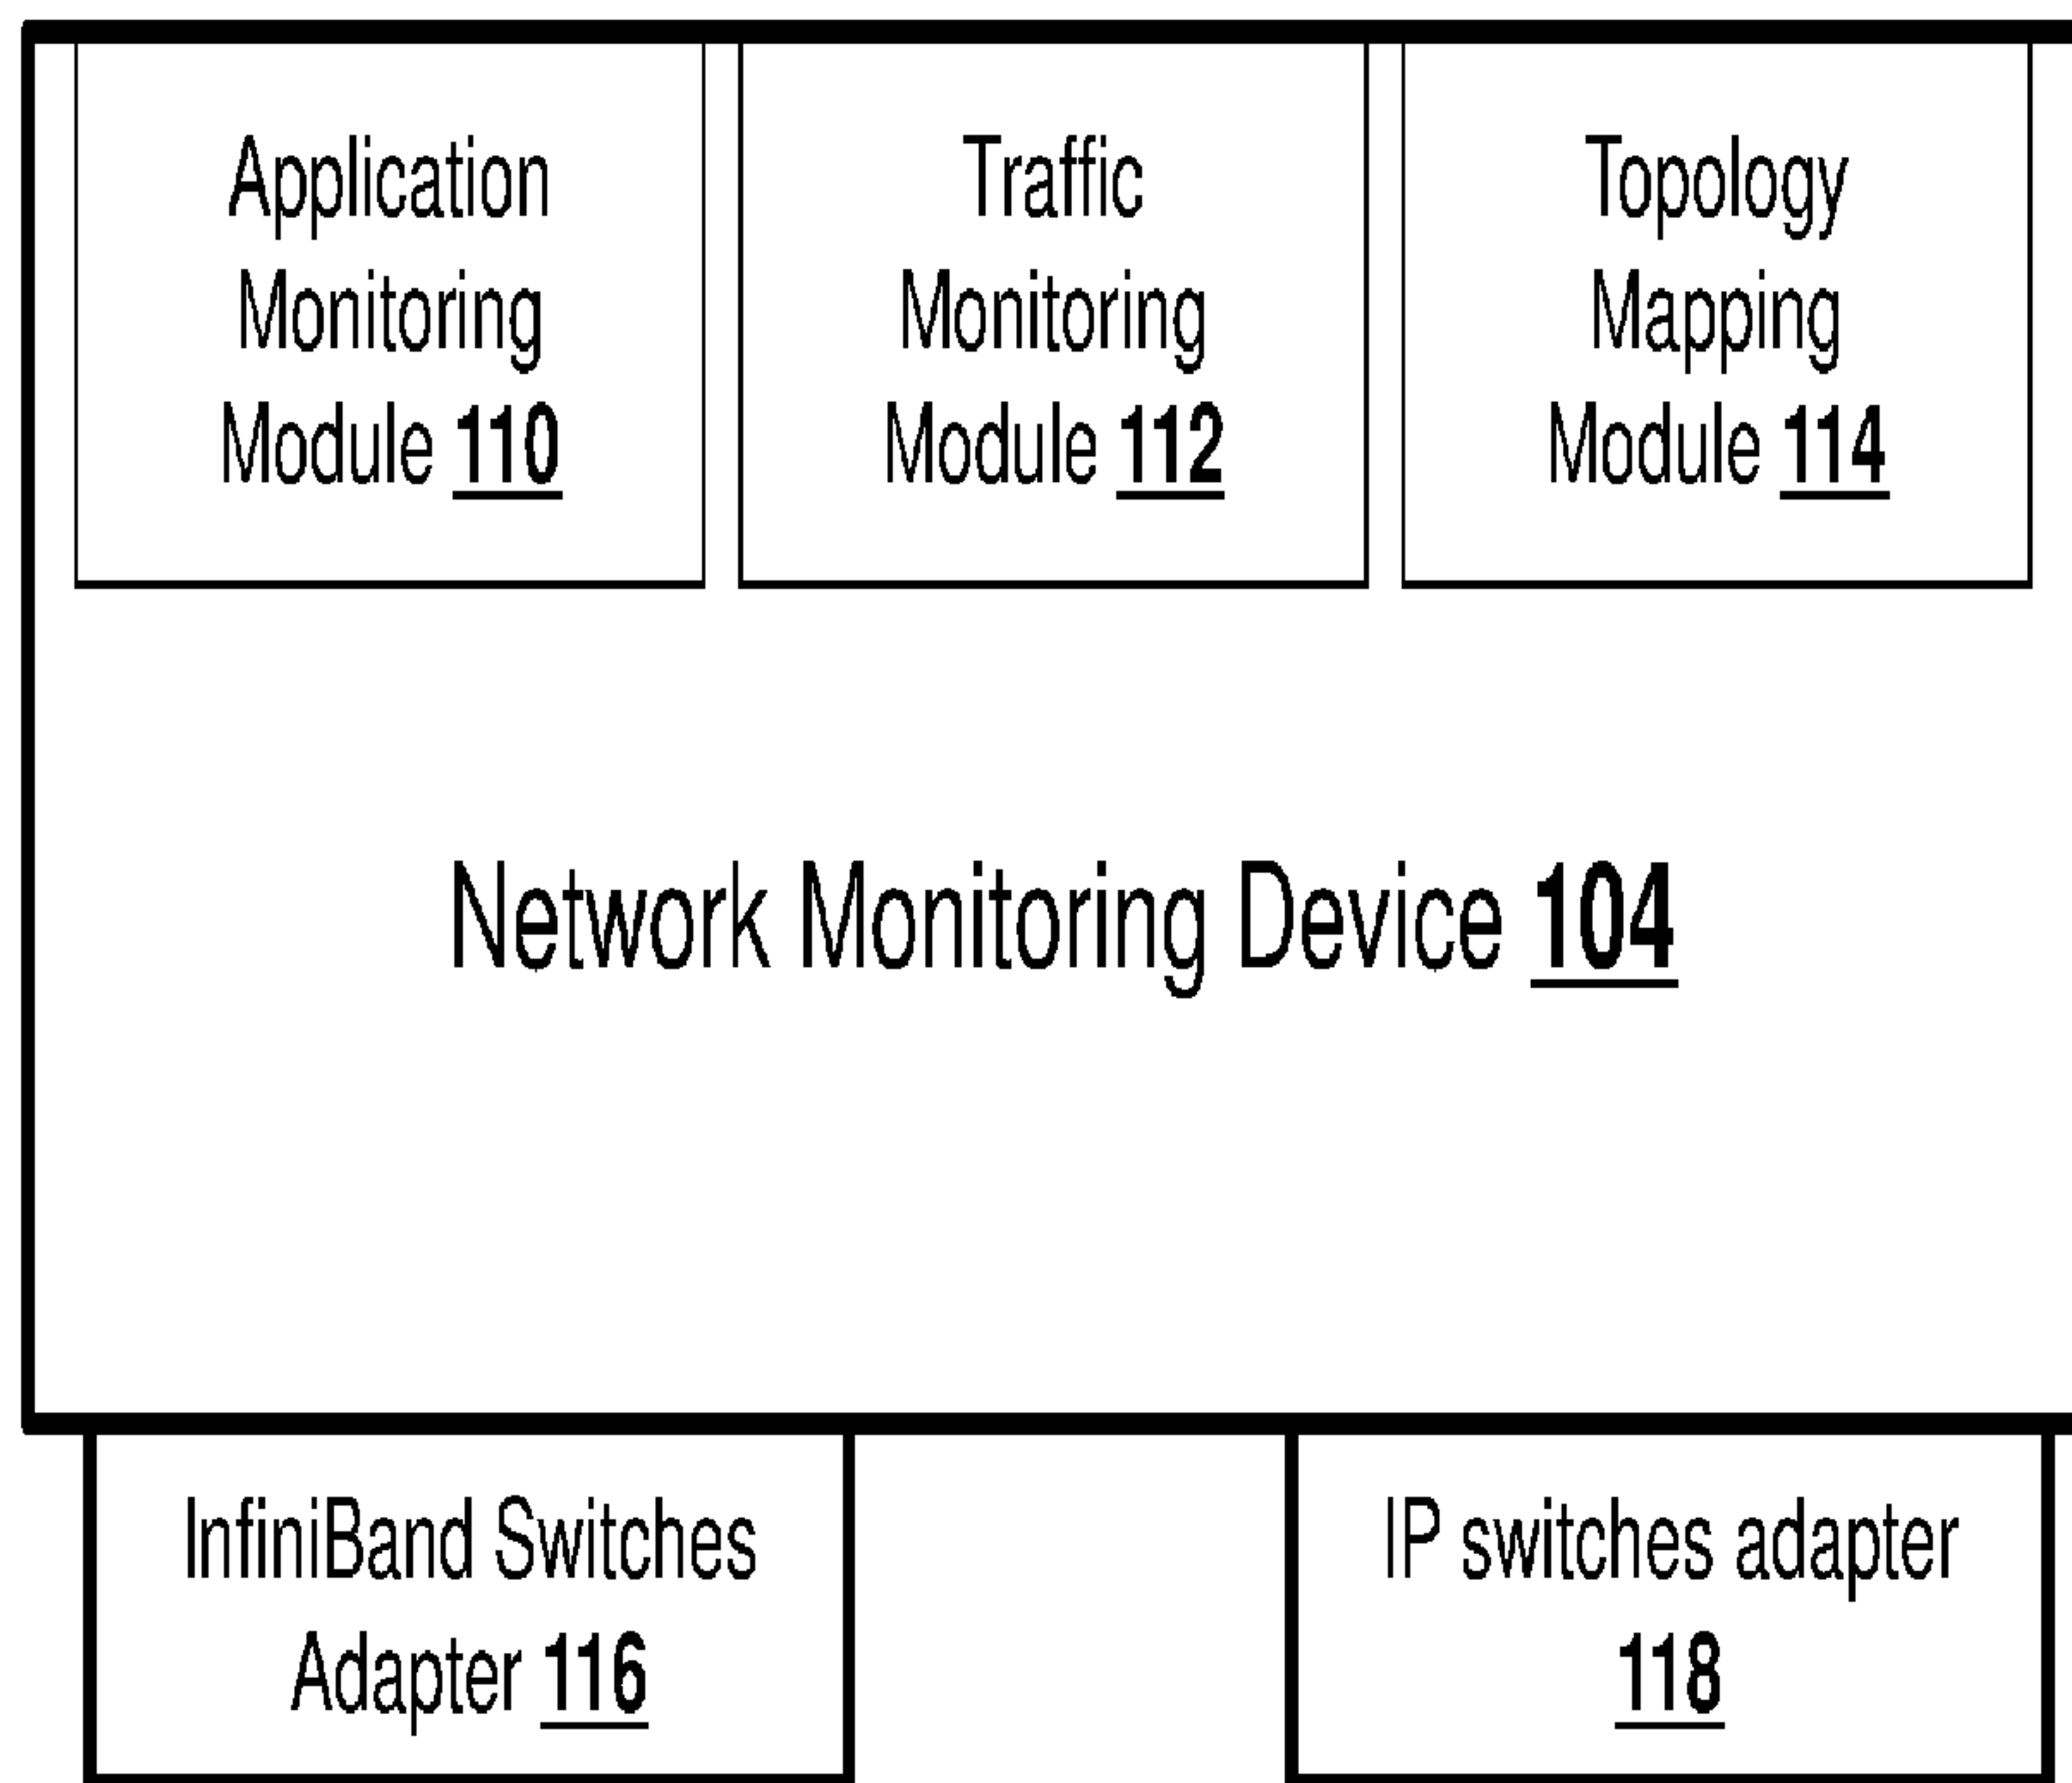 Application
Monitoring
Module 110
Traffic
Monitoring
Module 112
Topology
Mapping
Module 114
Network Monitoring Device 104
InfiniBand Switches
Adapter 116
IP switches adapter
118